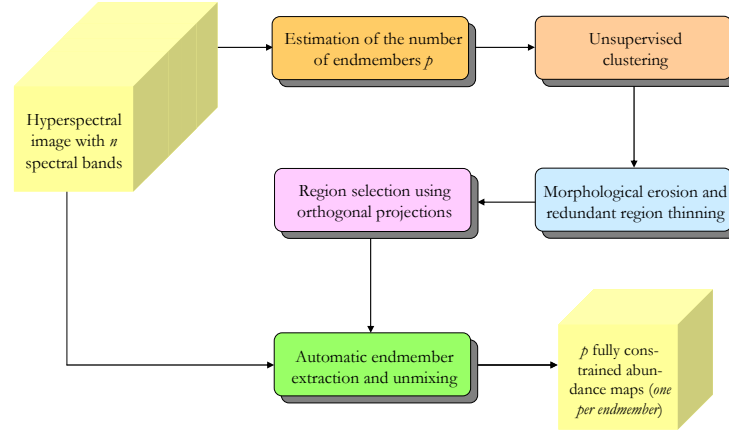 Estimation of the number
of endmembers p
Unsupervised
clustering
Hyperspectral
image with n
spectral bands
Region selection using
orthogonal projections
Morphological erosion and
redundant region thinning
Automatic endmember
extraction and unmixing
p fully cons-
trained abun-
dance maps (one
per endmember)